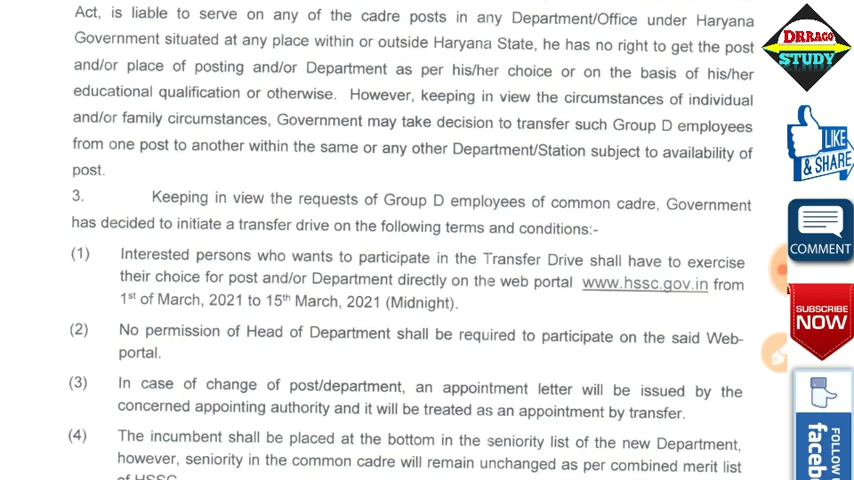 Act, is liable to serve on any of the cadre posts in any Department/Office under Haryana
Government situated at any place within or outside Haryana State, he has no right to get the post
and/or place of posting and/or Department as per his/her choice or on the basis of his/her
educational qualification or otherwise. However, keeping in view the circumstances of individual
and/or family circumstances, Government may take decision to transfer such Group D employees
from one post to another within the same or any other Department/Station subject to availability of
post.
3. Keeping in view the requests of Group D employees of common cadre, Government
has decided to initiate a transfer drive on the following terms and conditions:-
(1) Interested persons who wants to participate in the Transfer Drive shall have to exercise
their choice for post and/or Department directly on the web portal www.hssc.gov.in from
1st of March, 2021 to 15th March, 2021 (Midnight).
(2) No permission of Head of Department shall be required to participate on the said Web-
portal.
(3) In case of change of post/department, an appointment letter will be issued by the
concerned appointing authority and it will be treated as an appointment by transfer.
(4) The incumbent shall be placed at the bottom in the seniority list of the new Department,
however, seniority in the common cadre will remain unchanged as per combined merit list
of HSSC
DRRAGO
STUDY
LIKE
& SHARE
COMMENT
SUBSCRIBE
NOW
FOLLOW
facebo